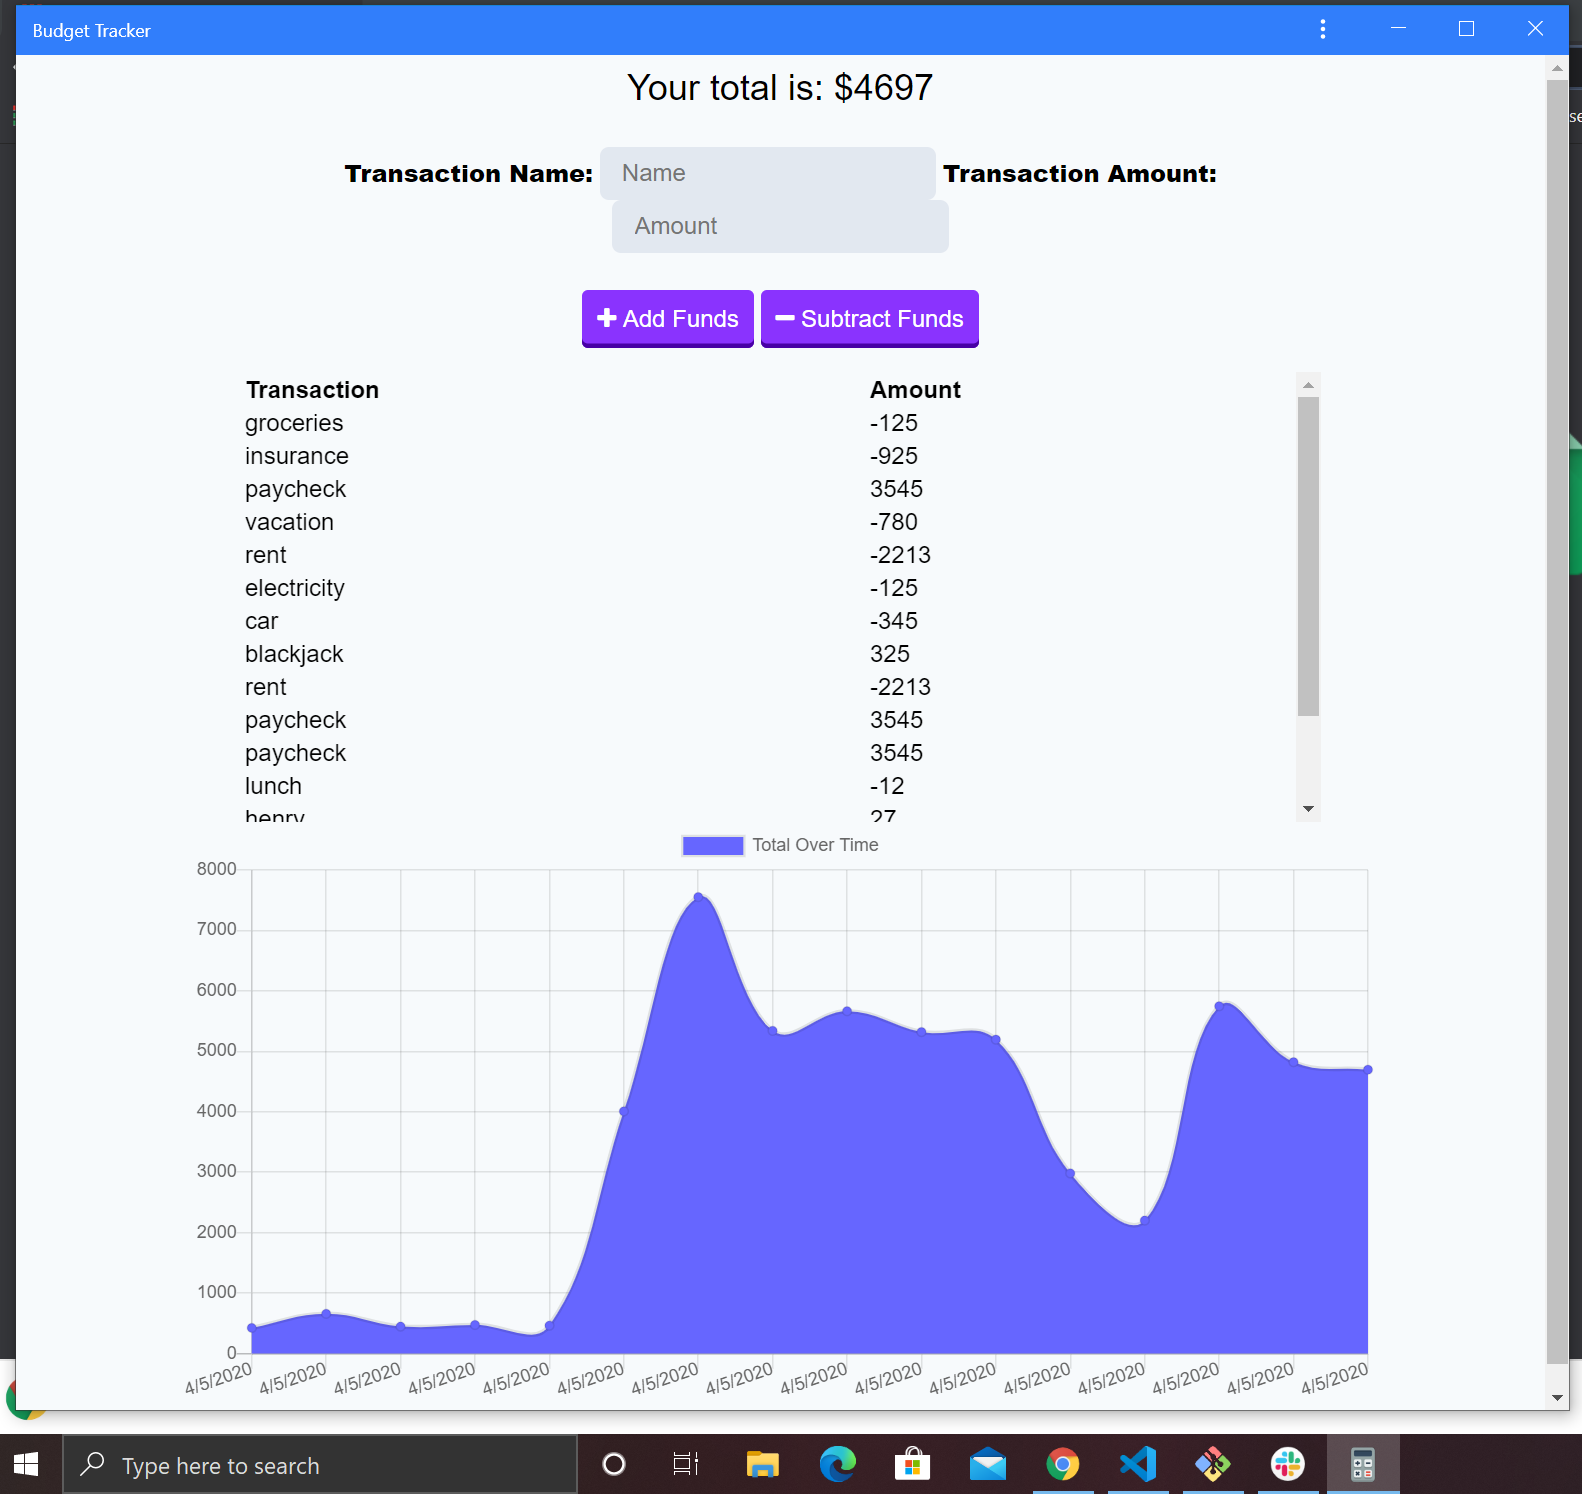 Budget Tracker
Your total is: $4697
Transaction Name: Name Transaction Amount:
Amount
Add Funds Subtract Funds
Transaction Amount
groceries -125
insurance -925
paycheck 3545
vacation -780
rent -2213
electricity -125
car -345
blackjack 325
rent -2213
paycheck 3545
paycheck 3545
lunch -12
henry 27
Total Over Time
8000
7000
6000
5000
4000
3000
2000
1000
0
4/5/2020 4/5/2020 4/5/2020 4/5/2020 4/5/2020 4/5/2020 4/5/2020 4/5/2020 4/5/2020 4/5/2020 4/5/2020 4/5/2020 4/5/2020 4/5/2020 4/5/2020 4/5/2020
Type here to search